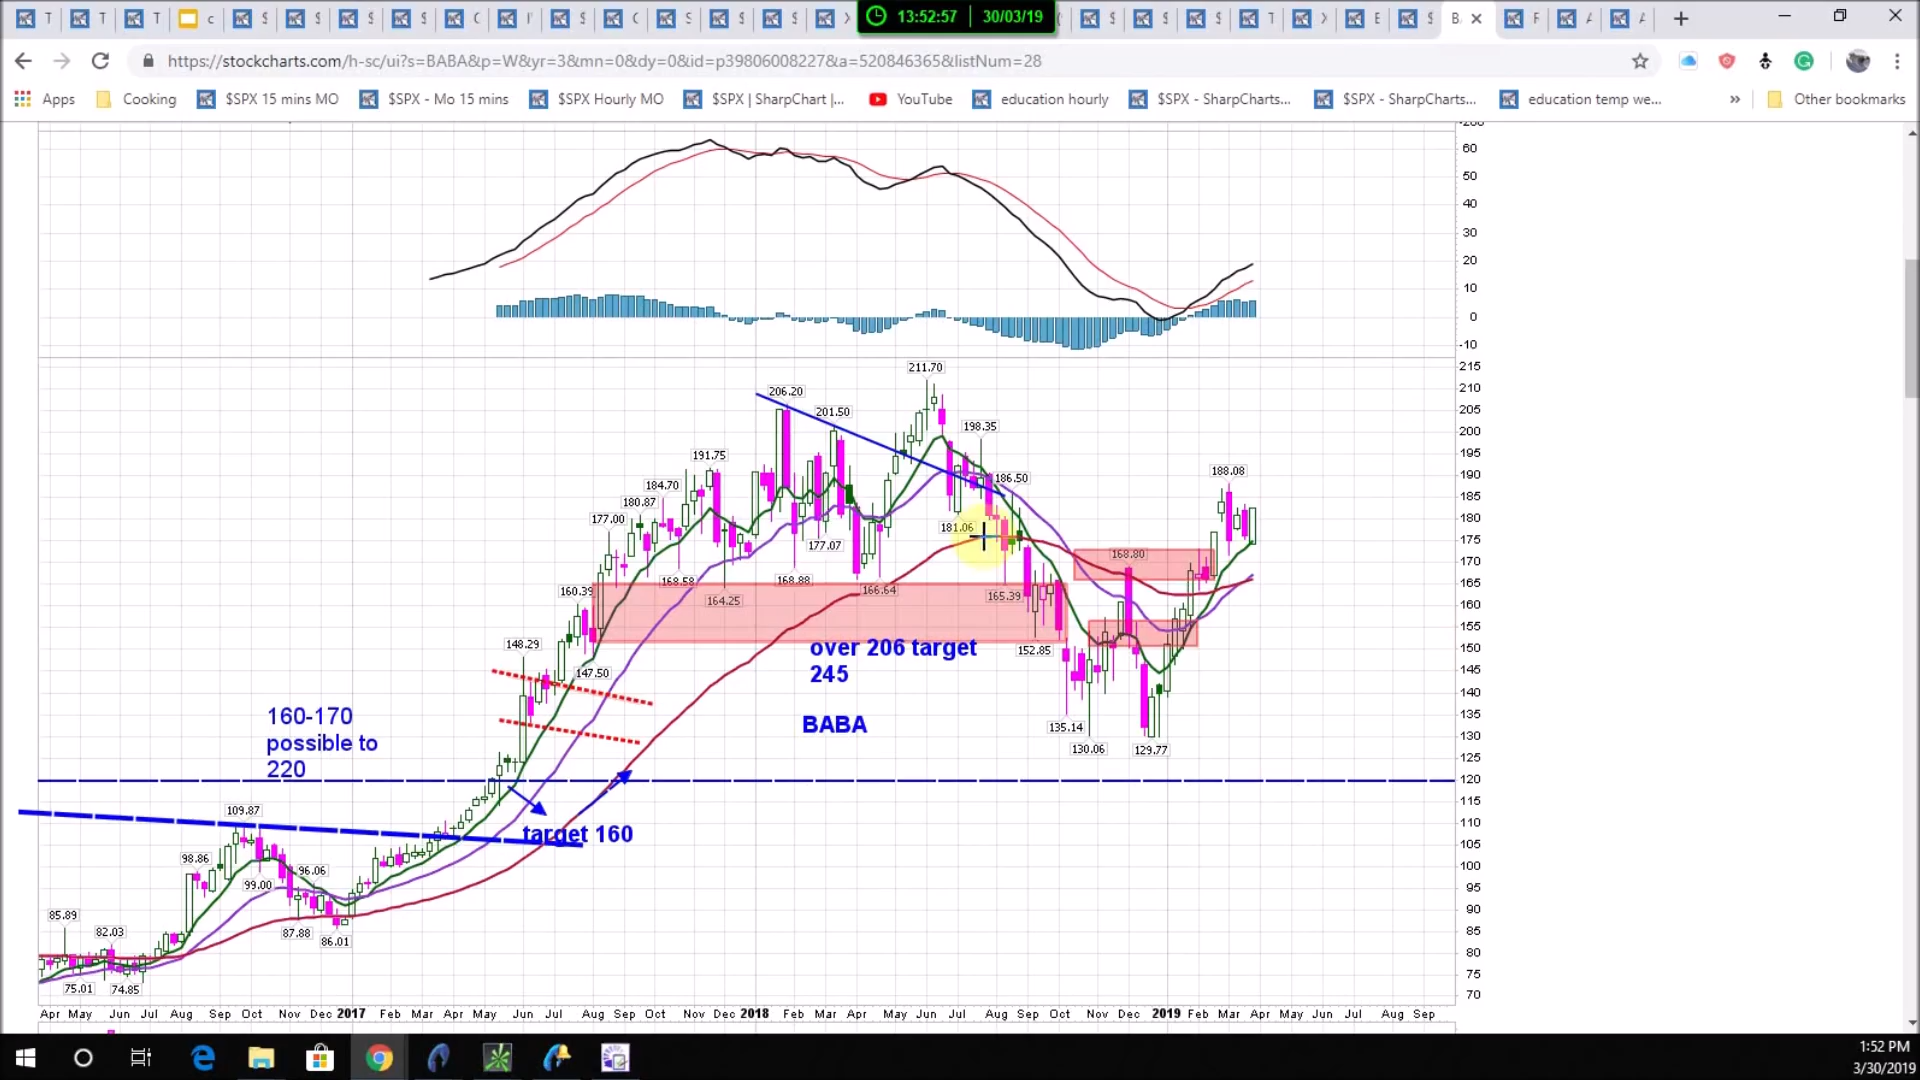 T
T
T
c
$
$
$
$
C
I
$
C
S
$
$
X
13:52:57 | 30/03/19
$
$
$
T
X
E
$
B
F
A
A
https://stockcharts.com/h-sc/ui?s=BABA&p=W&yr=3&mn=0&dy=0&id=p39806008227&a=520846365&listNum=28
Apps
Cooking
$SPX 15 mins MO
$SPX - Mo 15 mins
$SPX Hourly MO
$SPX | SharpChart |...
YouTube
education hourly
$SPX - SharpCharts...
$SPX - SharpCharts...
education temp we...
»
Other bookmarks
60
50
40
30
20
10
0
-10
215
210
205
200
195
190
185
180
175
170
165
160
155
150
145
140
135
130
125
120
115
110
105
100
95
90
85
80
75
70
211.70
206.20
201.50
198.35
191.75
188.08
186.50
184.70
180.87
177.00
181.06
177.07
168.80
168.58
168.88
166.64
164.25
165.39
160.39
152.85
148.29
147.50
135.14
130.06
129.77
over 206 target
245
BABA
160-170
possible to
220
target 160
109.87
98.86
99.00
96.06
87.88
86.01
85.89
82.03
75.01
74.85
Apr May Jun Jul Aug Sep Oct Nov Dec 2017 Feb Mar Apr May Jun Jul Aug Sep Oct Nov Dec 2018 Feb Mar Apr May Jun Jul Aug Sep Oct Nov Dec 2019 Feb Mar Apr May Jun Jul Aug Sep
1:52 PM
3/30/2019